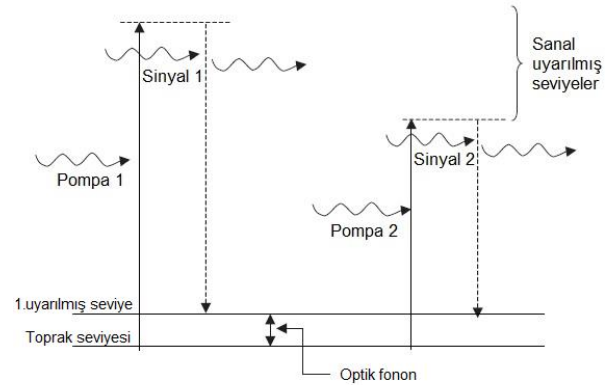 Sanal
uyarılmış
seviyeler
Sinyal 1
Pompa 1
Sinyal 2
Pompa 2
1.uyarılmış seviye
Toprak seviyesi
Optik fonon